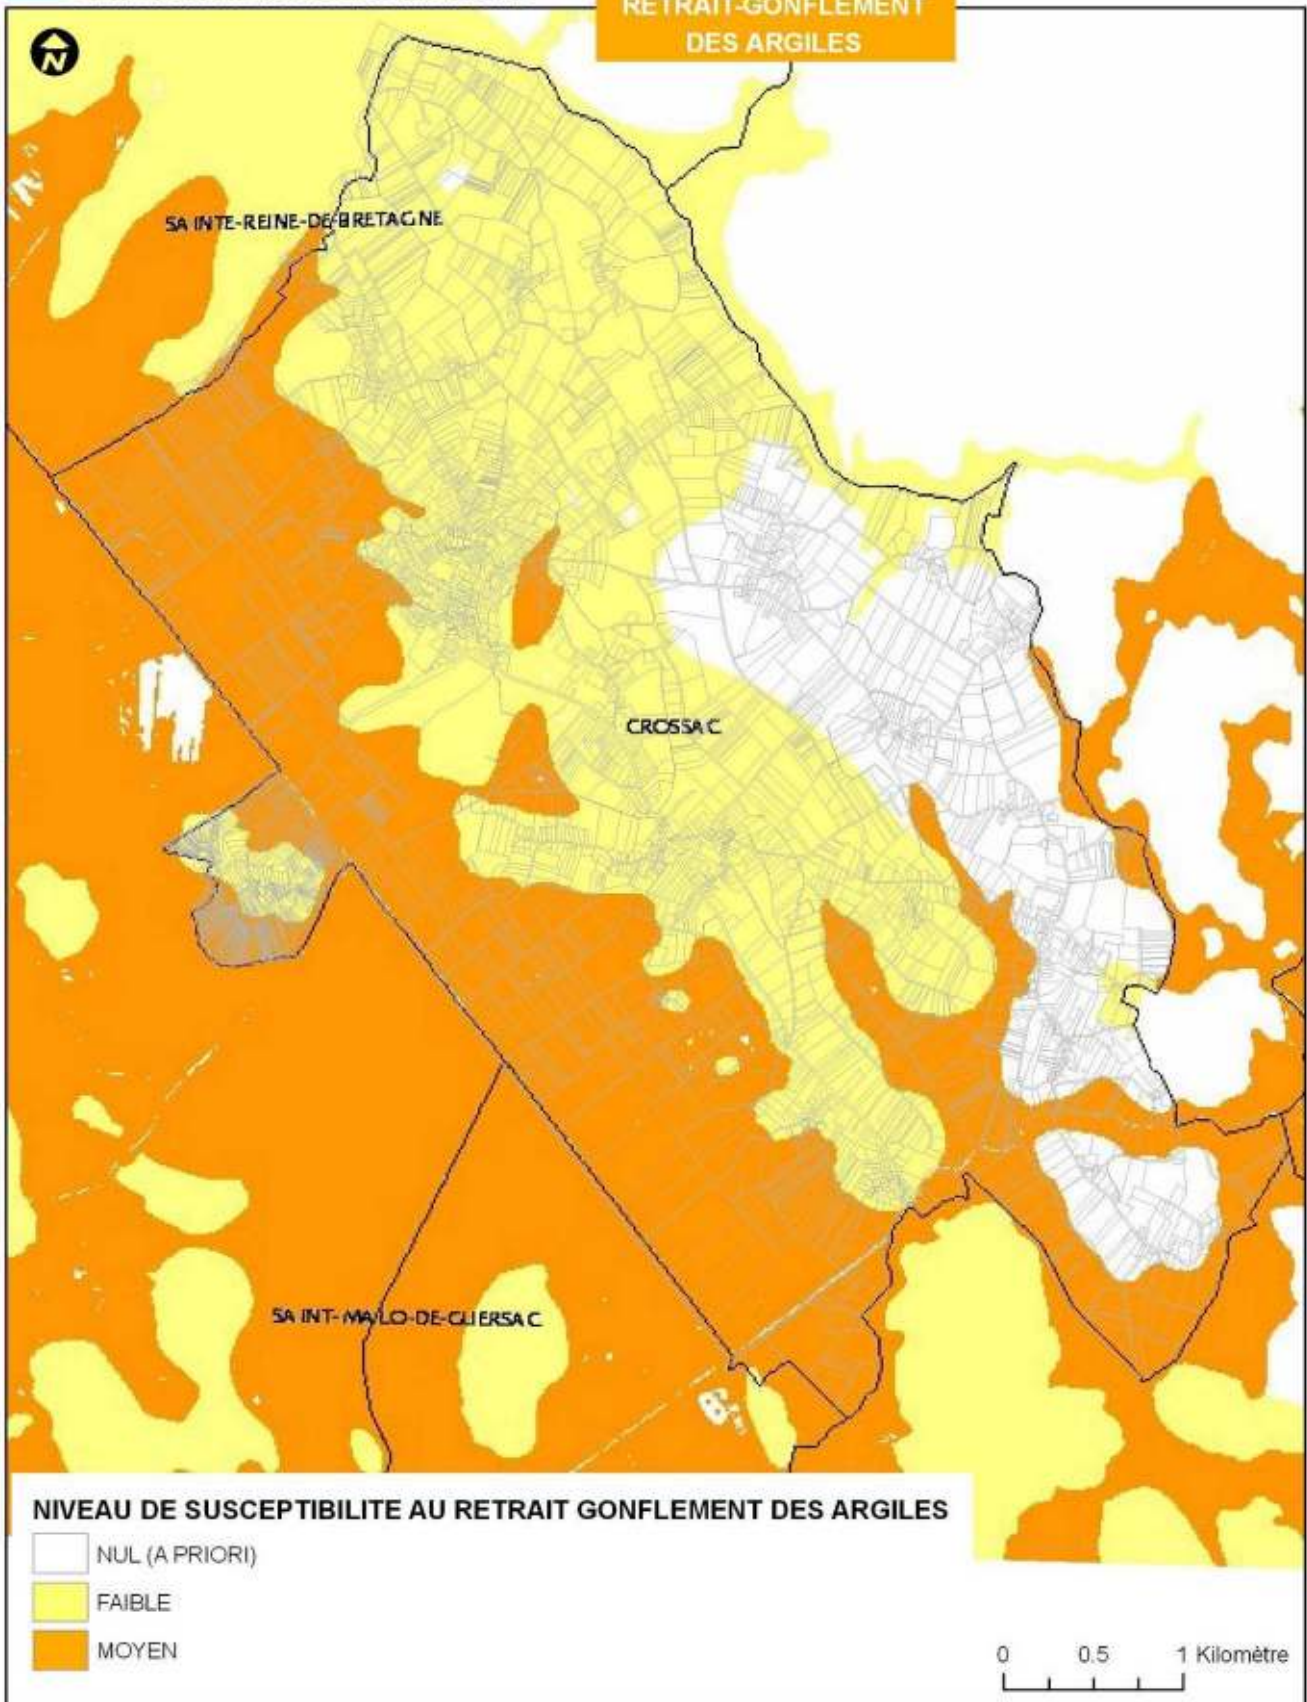 RETRAIT-GONFLEMENT
DES ARGILES
N
SAINTE-REINE-DE-BRETAGNE
CROSSAC
SAINT-MALO-DE-GUERSAC
NIVEAU DE SUSCEPTIBILITE AU RETRAIT GONFLEMENT DES ARGILES
NUL (A PRIORI)
FAIBLE
MOYEN
0 0.5 1 Kilomètre